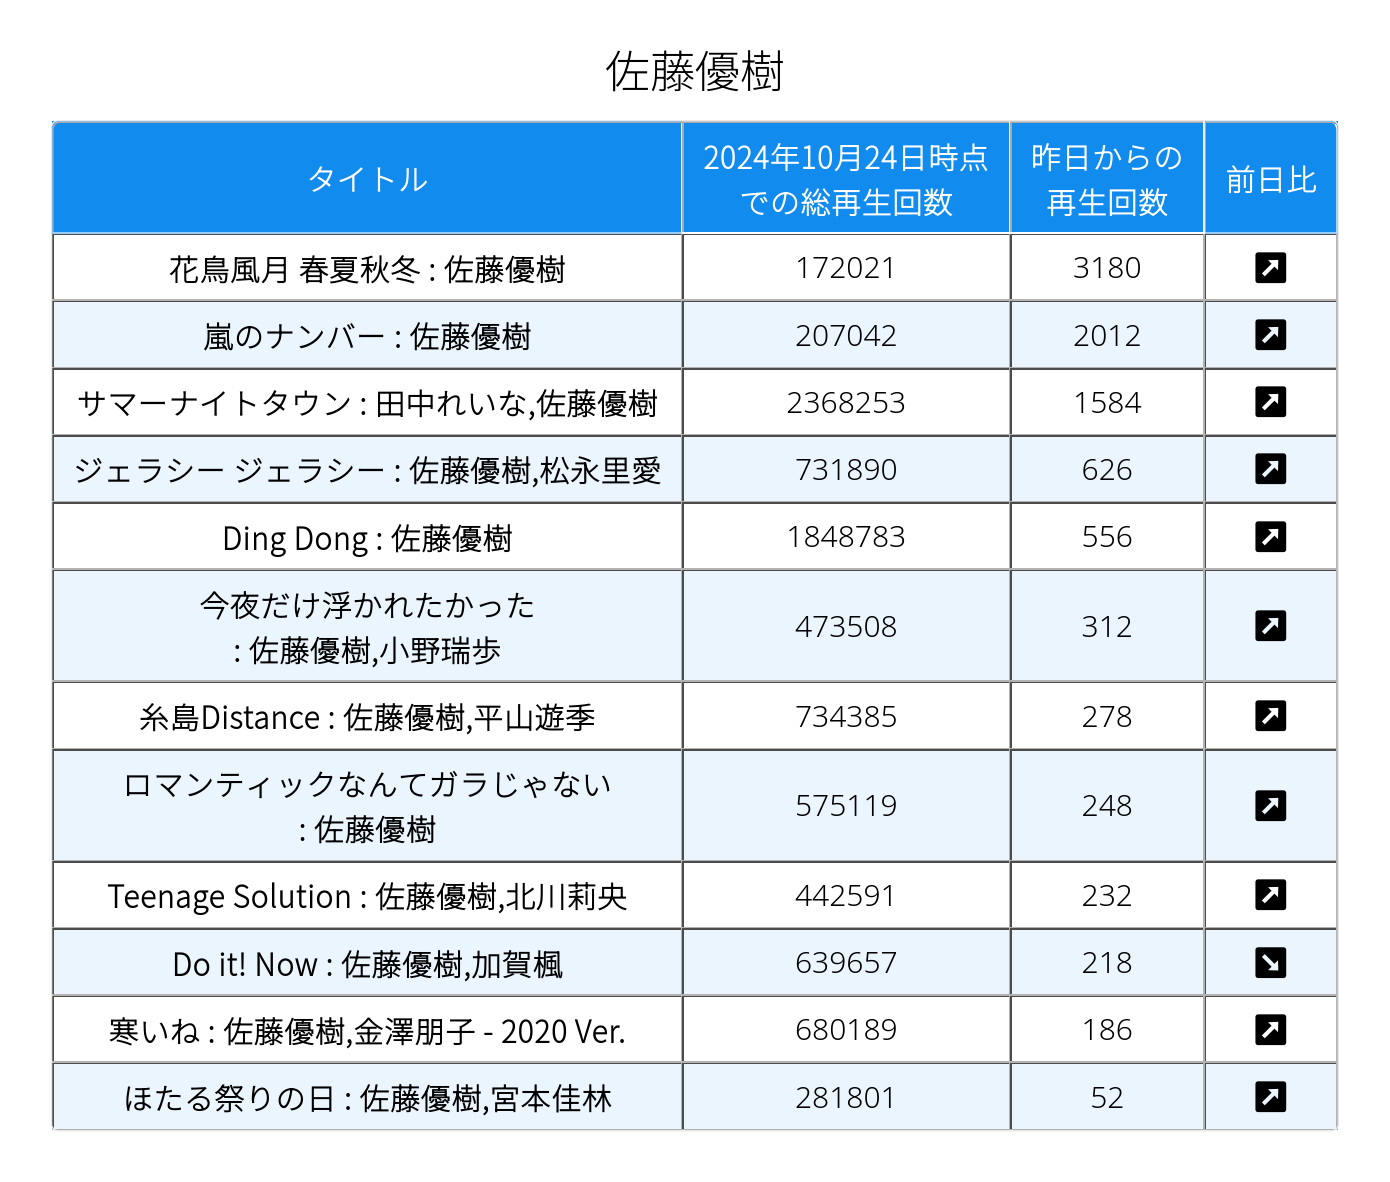 佐藤優樹
タイトル
2024年10月24日時点
での総再生回数
昨日からの
再生回数
前日比
花鳥風月 春夏秋冬 : 佐藤優樹 172021 3180
嵐のナンバー : 佐藤優樹 207042 2012
サマーナイトタウン : 田中れいな,佐藤優樹 2368253 1584
ジェラシー ジェラシー : 佐藤優樹,松永里愛 731890 626
Ding Dong : 佐藤優樹 1848783 556
今夜だけ浮かれたかった
: 佐藤優樹,小野瑞歩 473508 312
糸島Distance : 佐藤優樹,平山遊季 734385 278
ロマンティックなんてガラじゃない
: 佐藤優樹 575119 248
Teenage Solution : 佐藤優樹,北川莉央 442591 232
Do it! Now : 佐藤優樹,加賀楓 639657 218
寒いね : 佐藤優樹,金澤朋子 - 2020 Ver. 680189 186
ほたる祭りの日 : 佐藤優樹,宮本佳林 281801 52